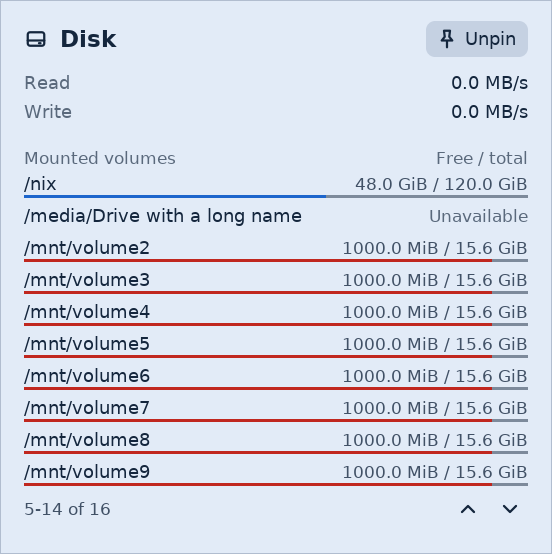 Disk Unpin
Read 0.0 MB/s
Write 0.0 MB/s
Mounted volumes Free / total
/nix 48.0 GiB / 120.0 GiB
/media/Drive with a long name Unavailable
/mnt/volume2 1000.0 MiB / 15.6 GiB
/mnt/volume3 1000.0 MiB / 15.6 GiB
/mnt/volume4 1000.0 MiB / 15.6 GiB
/mnt/volume5 1000.0 MiB / 15.6 GiB
/mnt/volume6 1000.0 MiB / 15.6 GiB
/mnt/volume7 1000.0 MiB / 15.6 GiB
/mnt/volume8 1000.0 MiB / 15.6 GiB
/mnt/volume9 1000.0 MiB / 15.6 GiB
5-14 of 16